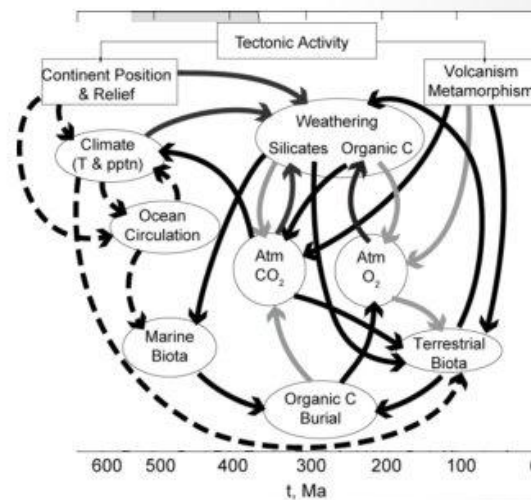 Tectonic Activity
Continent Position
& Relief
Volcanism
Metamorphism
Weathering
Silicates Organic C
Climate
(T & pptn)
Ocean
Circulation
Atm
CO₂
Atm
O₂
Marine
Biota
Terrestrial
Biota
Organic C
Burial
600 500 400 300 200 100
t, Ma